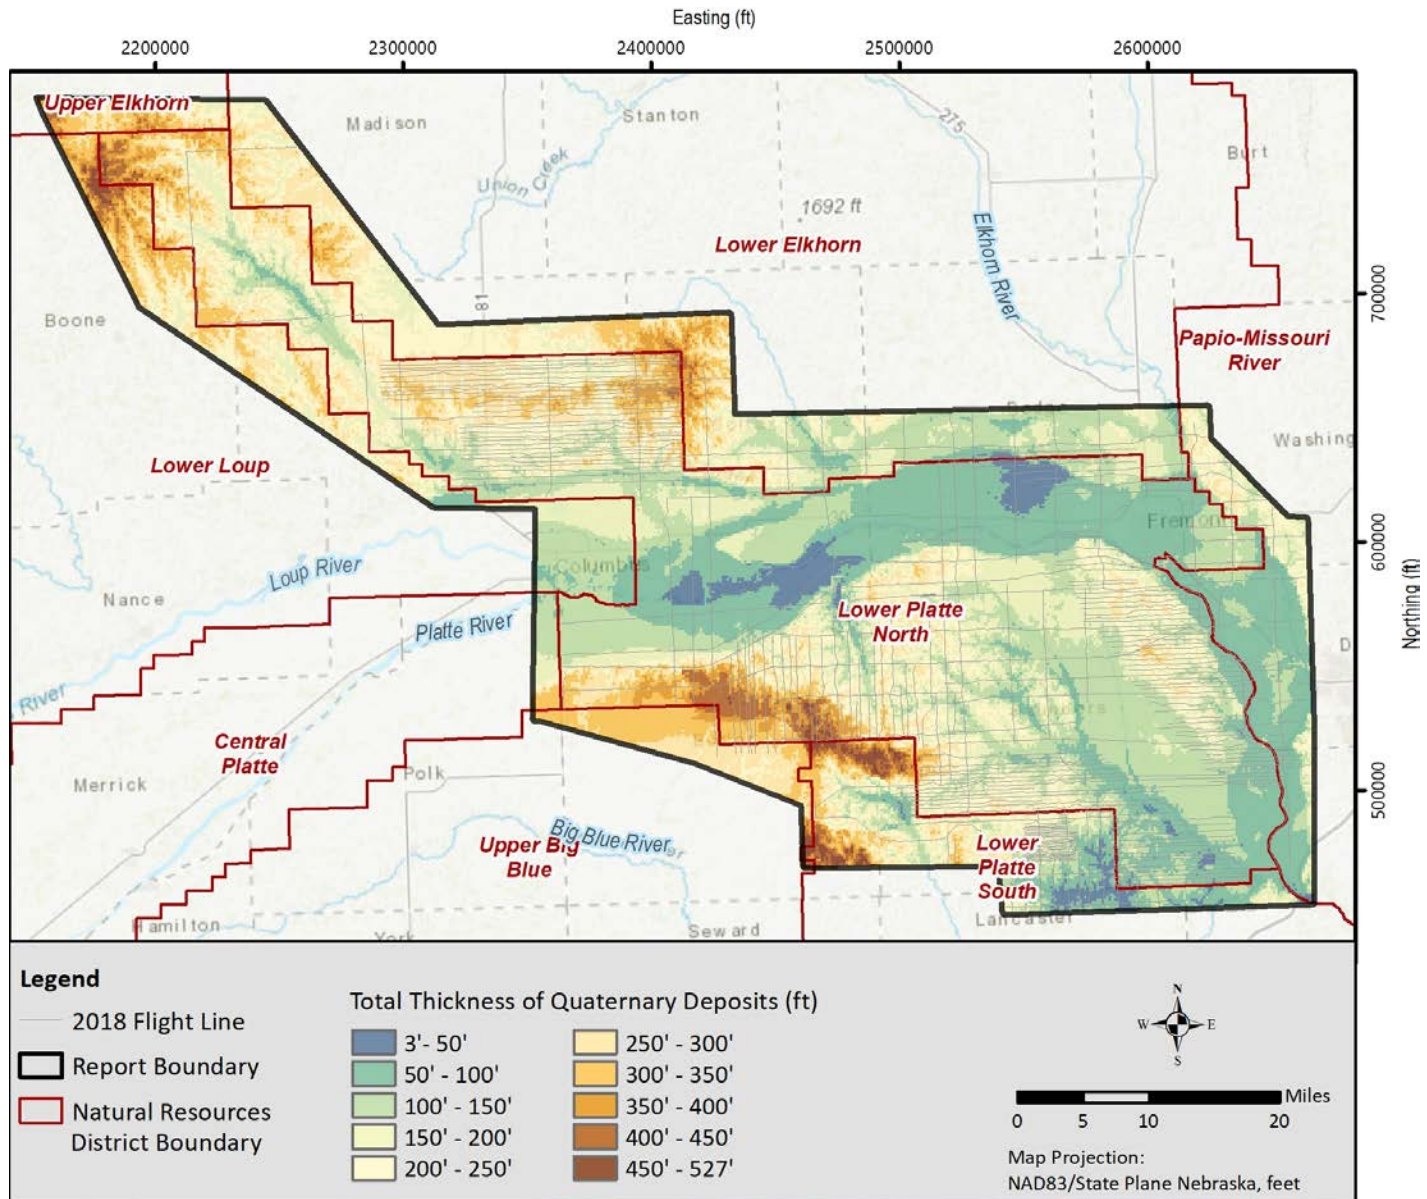 Easting (ft)
2200000
2300000
2400000
2500000
2600000
Upper Elkhorn
Madison
Stanton
275
Burt
Union Creek
1692 ft
Lower Elkhorn
Elkhorn River
81
700000
Boone
Papio-Missouri
River
Washing
Lower Loup
Fremont
Columbus
600000
Northing (ft)
Loup River
Nance
Platte River
Lower Platte
North
D
River
Central
Platte
Merrick
Polk
500000
Big Blue River
Upper Big
Blue
Lower
Platte
South
Hamilton
York
Seward
Lancaster
Legend
2018 Flight Line
Report Boundary
Natural Resources
District Boundary
Total Thickness of Quaternary Deposits (ft)
3'- 50'
50' - 100'
100' - 150'
150' - 200'
200' - 250'
250' - 300'
300' - 350'
350' - 400'
400' - 450'
450' - 527'
N
W
E
S
Miles
0
5
10
20
Map Projection:
NAD83/State Plane Nebraska, feet